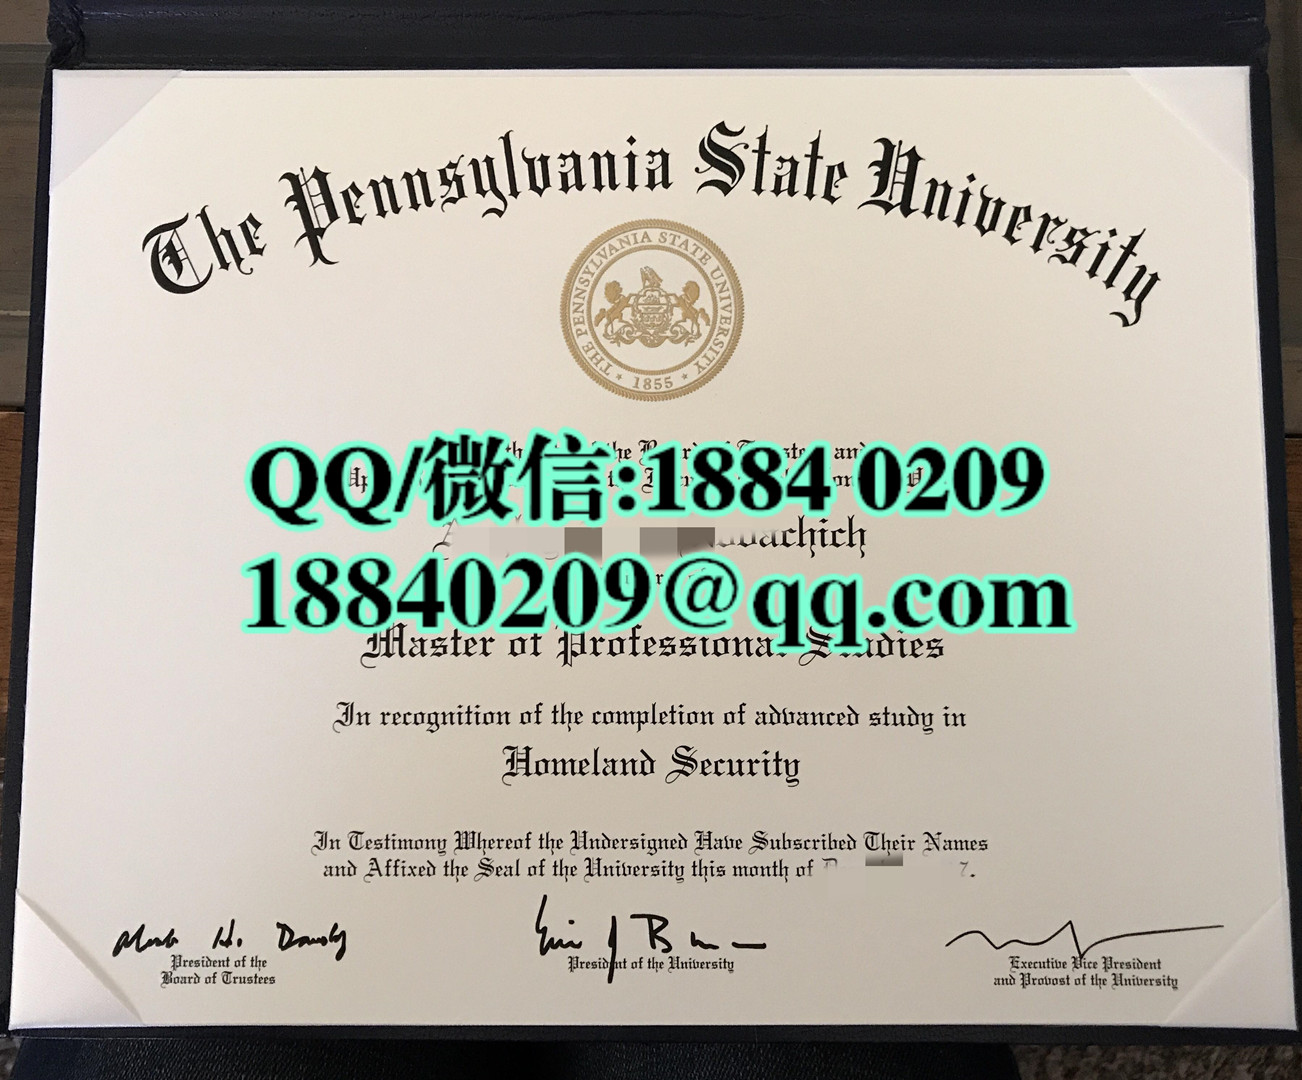 The Pennsylvania State University
THE PENNSYLVANIA STATE UNIVERSITY
1855
QQ/微信:1884 0209
18840209@qq.com
Master of Professional Studies
In recognition of the completion of advanced study in
Homeland Security
In Testimony Whereof the Undersigned Have Subscribed Their Names
and Affixed the Seal of the University this month of
President of the
Board of Trustees
President of the University
Executive Vice President
and Provost of the University